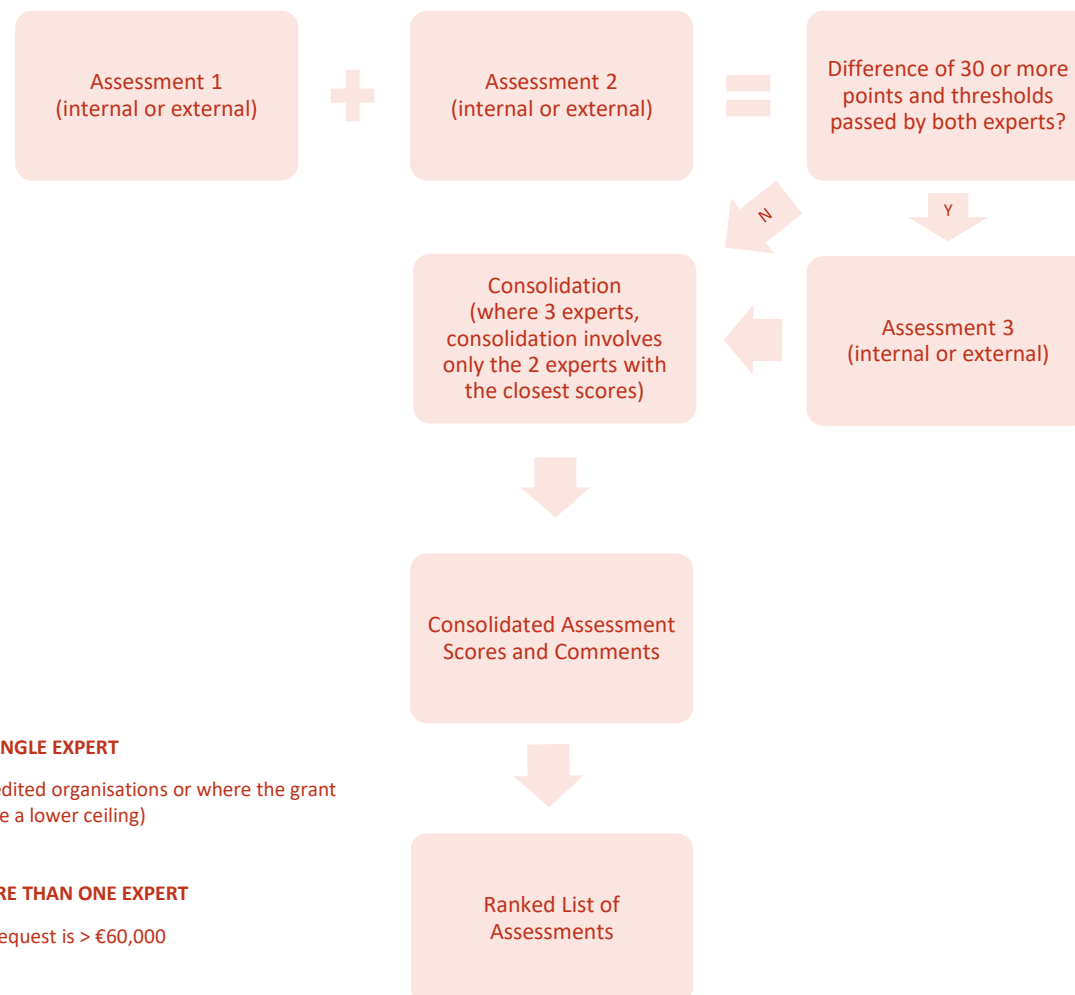 Assessment 1
(internal or external)
Assessment 2
(internal or external)
Difference of 30 or more
points and thresholds
passed by both experts?
N
Y
Consolidation
(where 3 experts,
consolidation involves
only the 2 experts with
the closest scores)
Assessment 3
(internal or external)
Consolidated Assessment
Scores and Comments
NGLE EXPERT
edited organisations or where the grant
e a lower ceiling)
RE THAN ONE EXPERT
equest is > €60,000
Ranked List of
Assessments